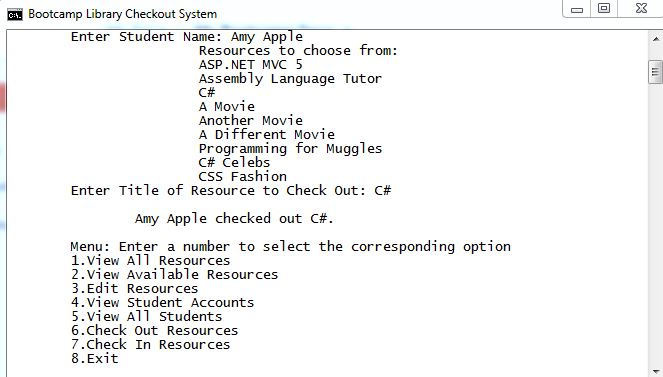 Bootcamp Library Checkout System
Enter Student Name: Amy Apple
Resources to choose from:
ASP.NET MVC 5
Assembly Language Tutor
C#
A Movie
Another Movie
A Different Movie
Programming for Muggles
C# Celebs
CSS Fashion
Enter Title of Resource to Check Out: C#
Amy Apple checked out C#.
Menu: Enter a number to select the corresponding option
1.View All Resources
2.View Available Resources
3.Edit Resources
4.View Student Accounts
5.View All Students
6.Check Out Resources
7.Check In Resources
8.Exit